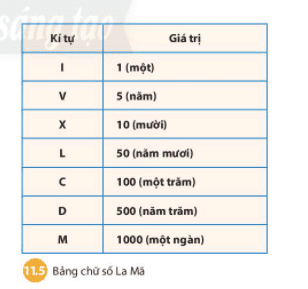 sáng tạo
Kí tự Giá trị
I 1 (một)
V 5 (năm)
X 10 (mười)
L 50 (năm mươi)
C 100 (một trăm)
D 500 (năm trăm)
M 1000 (một ngàn)
11.5 Bảng chữ số La Mã